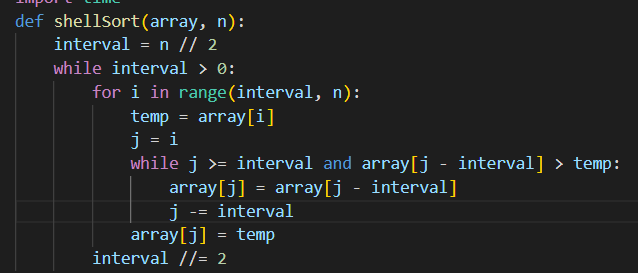 import time
def shellSort(array, n):
    interval = n // 2
    while interval > 0:
        for i in range(interval, n):
            temp = array[i]
            j = i
            while j >= interval and array[j - interval] > temp:
                array[j] = array[j - interval]
                j -= interval
            array[j] = temp
        interval //= 2